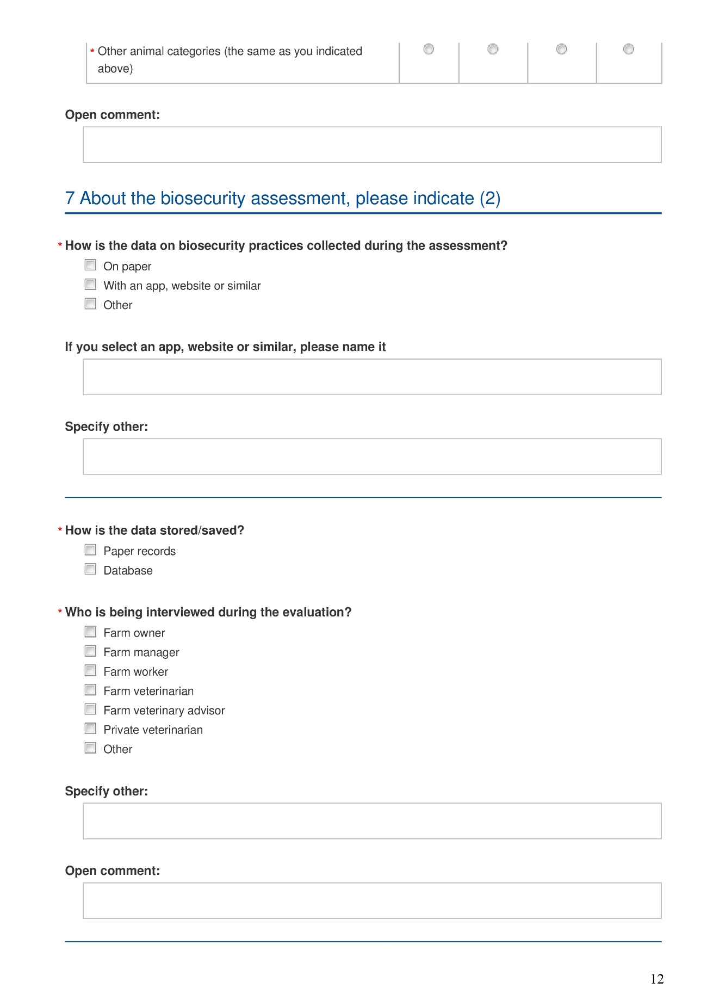 * Other animal categories (the same as you indicated
above)
Open comment:
7 About the biosecurity assessment, please indicate (2)
* How is the data on biosecurity practices collected during the assessment?
On paper
With an app, website or similar
Other
If you select an app, website or similar, please name it
Specify other:
* How is the data stored/saved?
Paper records
Database
* Who is being interviewed during the evaluation?
Farm owner
Farm manager
Farm worker
Farm veterinarian
Farm veterinary advisor
Private veterinarian
Other
Specify other:
Open comment:
12